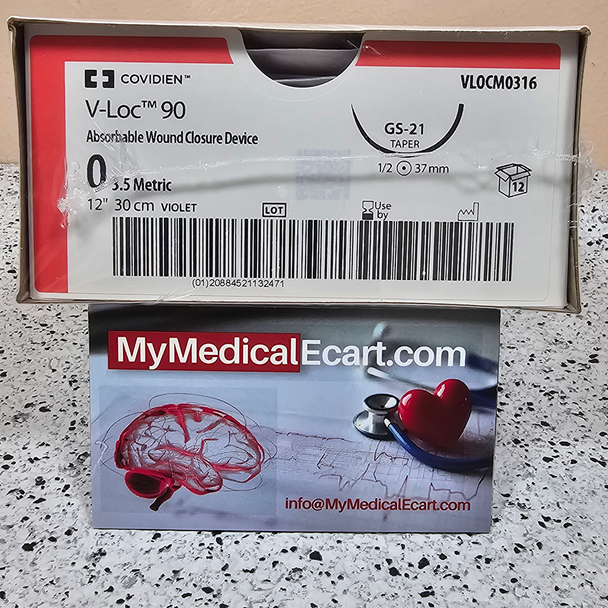 COVIDIEN™
VLOCM0316
V-Loc™ 90
Absorbable Wound Closure Device
GS-21
TAPER
1/2 37 mm
0 3.5 Metric
12
12" 30 cm VIOLET
LOT
Use
by
(01)20884521132471
MyMedicalEcart.com
info@MyMedicalEcart.com